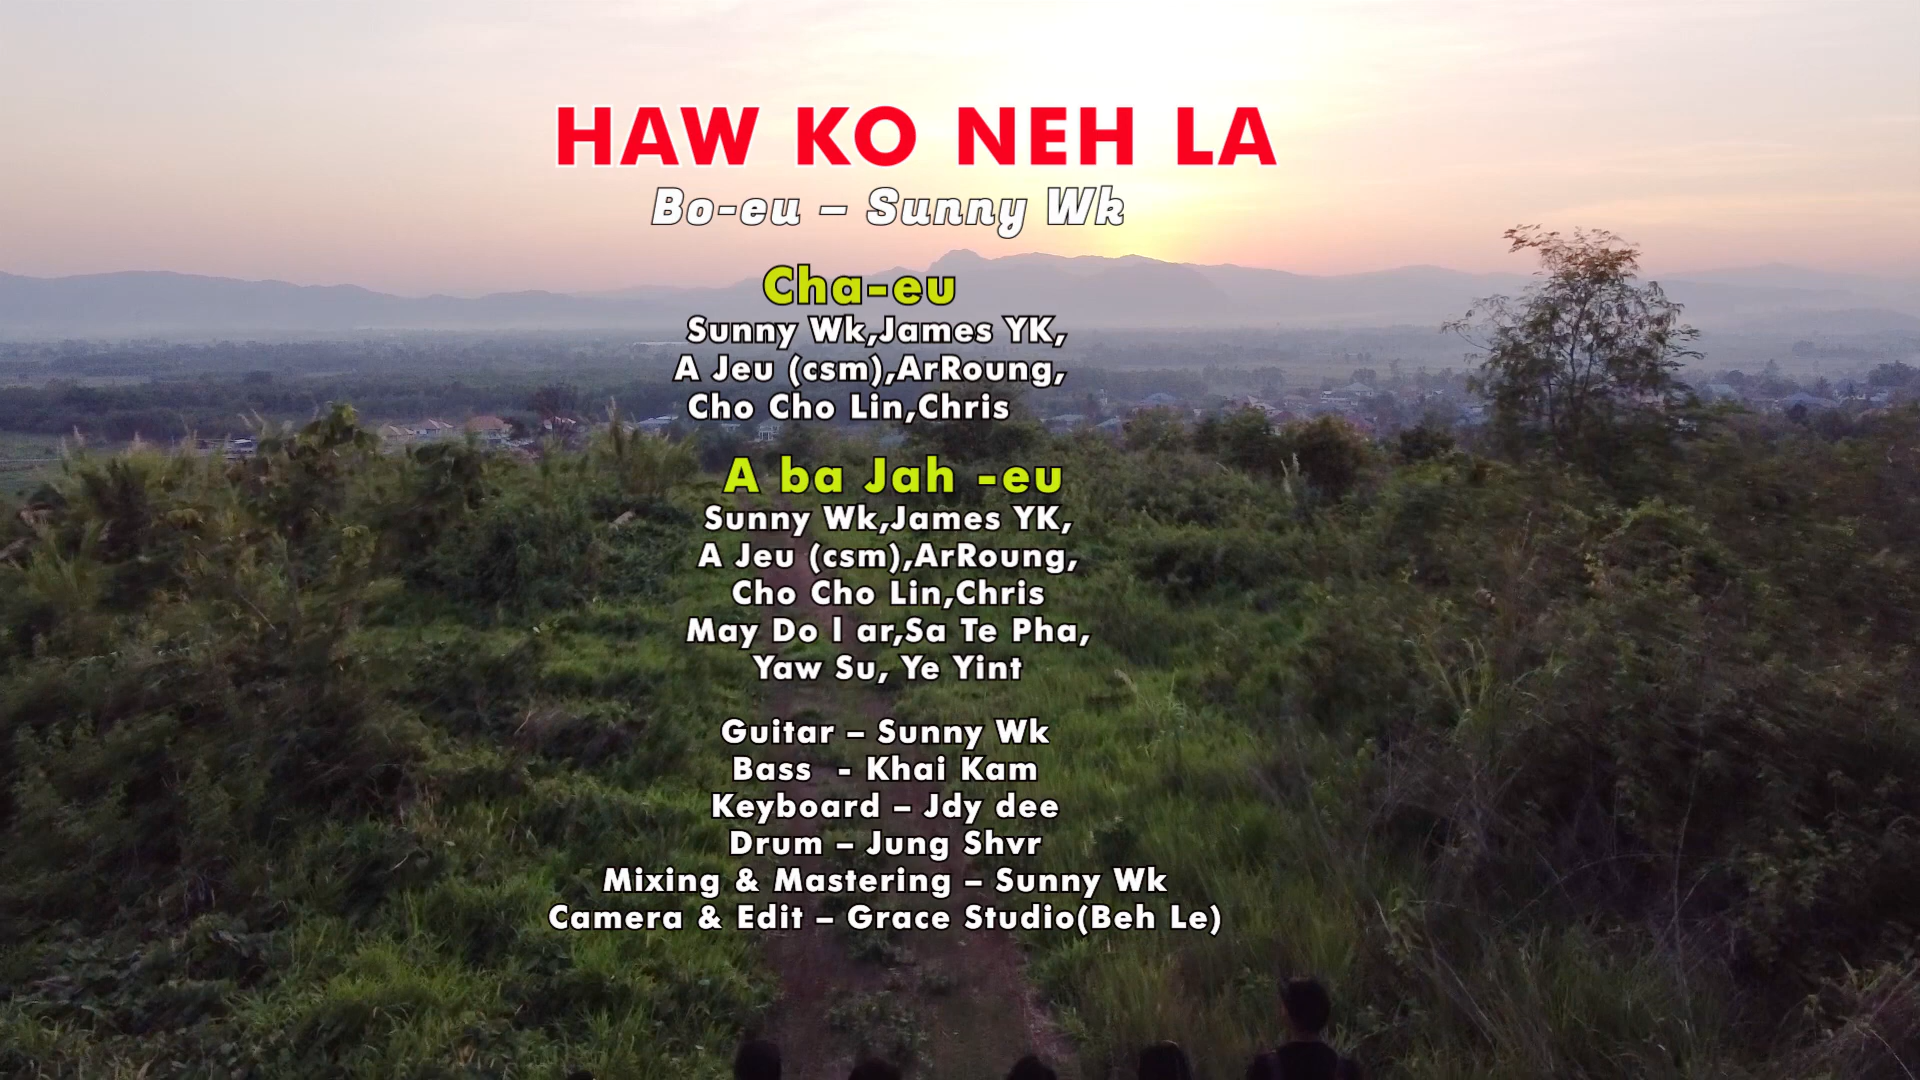 HAW KO NEH LA
Bo-eu – Sunny Wk
Cha-eu
Sunny Wk,James YK,
A Jeu (csm),ArRoung,
Cho Cho Lin,Chris
A ba Jah -eu
Sunny Wk,James YK,
A Jeu (csm),ArRoung,
Cho Cho Lin,Chris
May Do l ar,Sa Te Pha,
Yaw Su, Ye Yint
Guitar – Sunny Wk
Bass - Khai Kam
Keyboard – Jdy dee
Drum – Jung Shvr
Mixing & Mastering – Sunny Wk
Camera & Edit – Grace Studio(Beh Le)